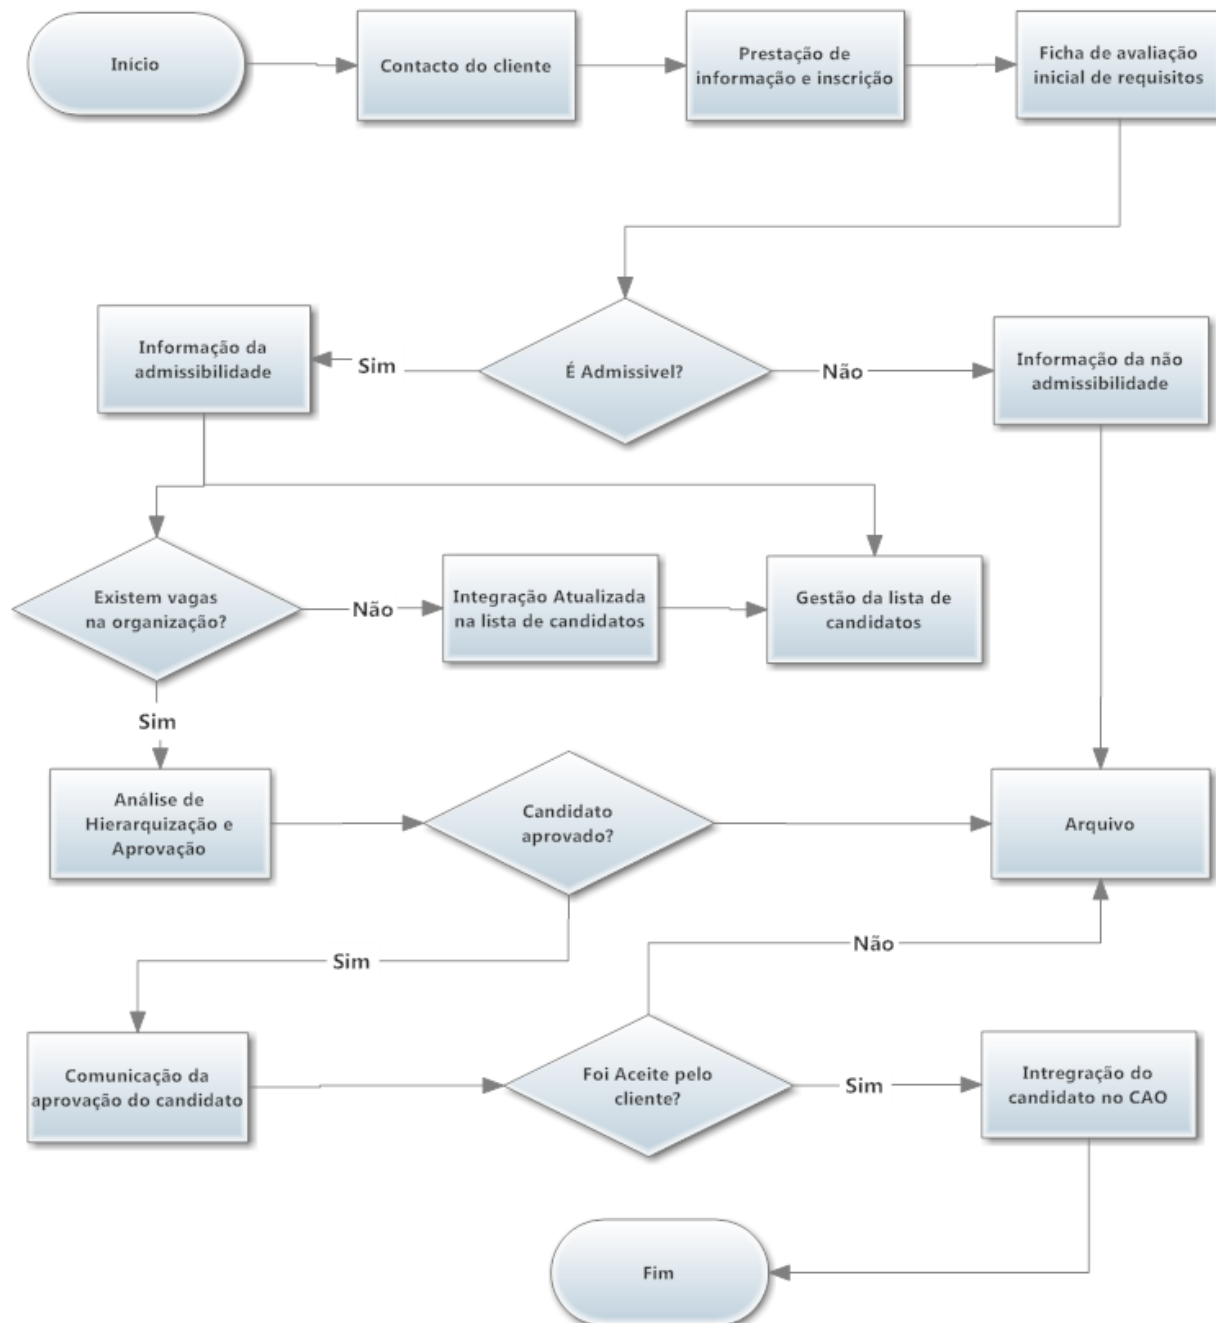 Início
Contacto do cliente
Prestação de
informação e inscrição
Ficha de avaliação
inicial de requisitos
Informação da
admissibilidade
Sim
É Admissivel?
Não
Informação da não
admissibilidade
Existem vagas
na organização?
Não
Integração Atualizada
na lista de candidatos
Gestão da lista de
candidatos
Sim
Análise de
Hierarquização e
Aprovação
Candidato
aprovado?
Arquivo
Sim
Não
Comunicação da
aprovação do candidato
Foi Aceite pelo
cliente?
Sim
Intregração do
candidato no CAO
Fim